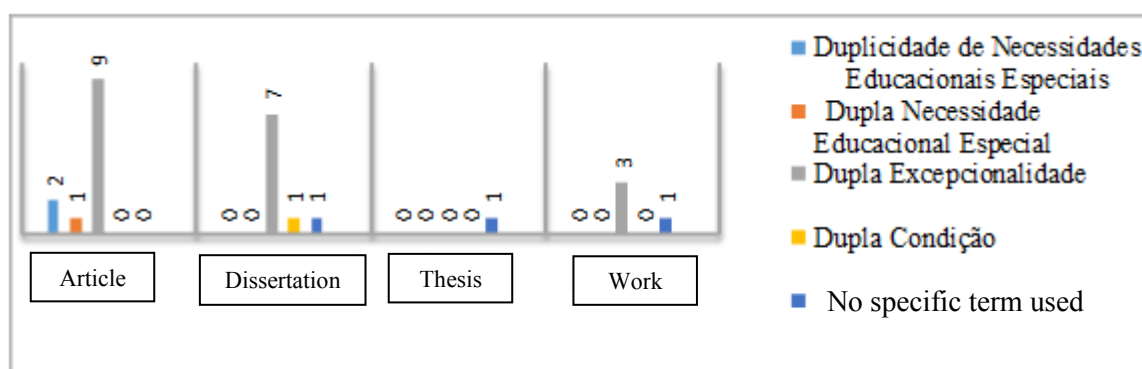 2
1
9
0
0
0
0
7
1
1
0
0
0
0
1
0
0
3
0
1
Article
Dissertation
Thesis
Work
Duplicidade de Necessidades
Educacionais Especiais
Dupla Necessidade
Educacional Especial
Dupla Excepcionalidade
Dupla Condição
No specific term used